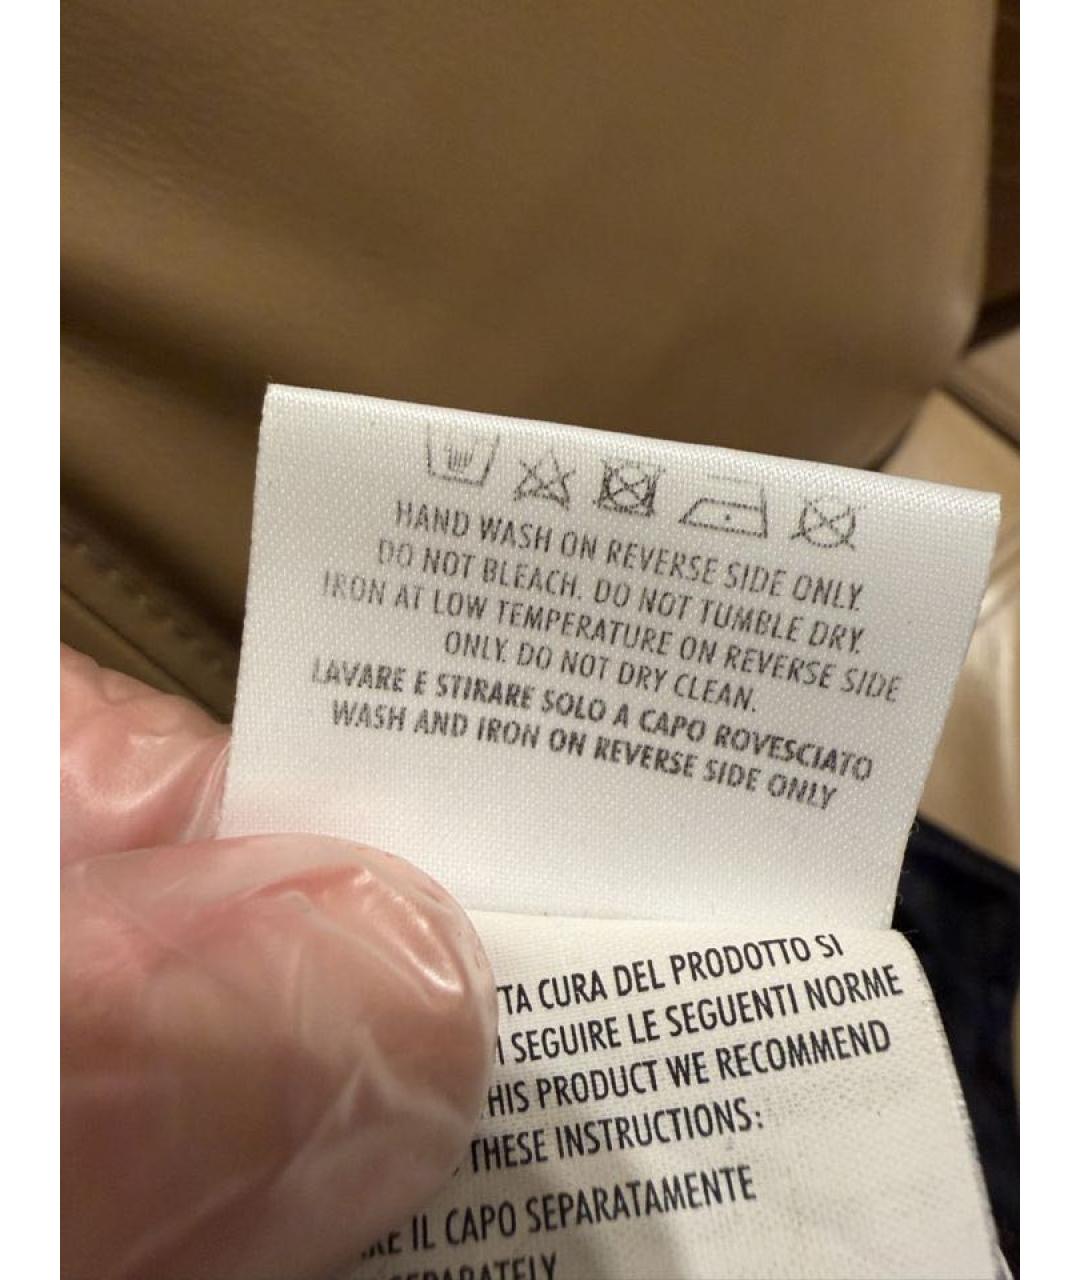 HAND WASH ON REVERSE SIDE ONLY.
DO NOT BLEACH. DO NOT TUMBLE DRY.
IRON AT LOW TEMPERATURE ON REVERSE SIDE
ONLY. DO NOT DRY CLEAN.
LAVARE E STIRARE SOLO A CAPO ROVESCIATO
WASH AND IRON ON REVERSE SIDE ONLY
CURA DEL PRODOTTO SI
SEGUIRE LE SEGUENTI NORME
PRODUCT WE RECOMMEND
THESE INSTRUCTIONS:
IL CAPO SEPARATAMENTE